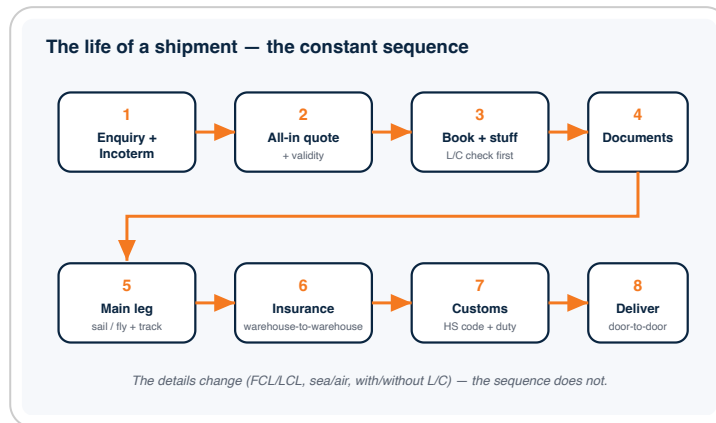 The life of a shipment — the constant sequence
1
Enquiry +
Incoterm
2
All-in quote
+ validity
3
Book + stuff
L/C check first
4
Documents
5
Main leg
sail / fly + track
6
Insurance
warehouse-to-warehouse
7
Customs
HS code + duty
8
Deliver
door-to-door
The details change (FCL/LCL, sea/air, with/without L/C) — the sequence does not.